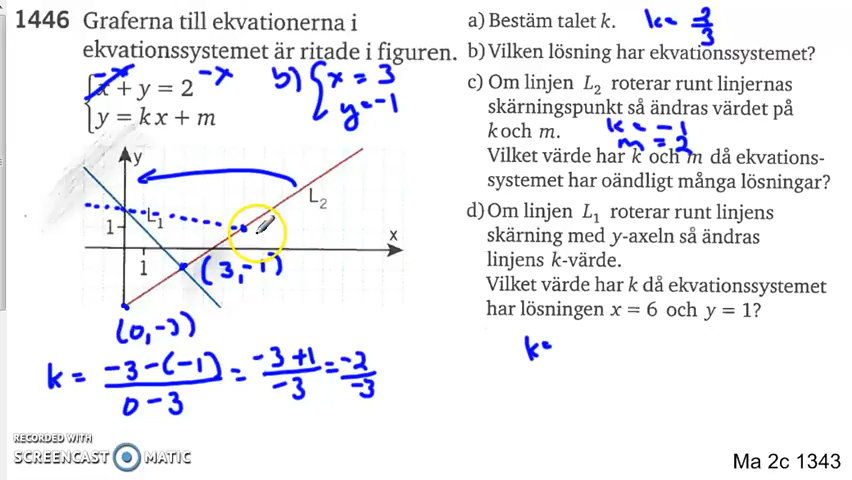 1446 Graferna till ekvationerna i
ekvationssystemet är ritade i figuren.
-x x + y = 2 -x
y = kx + m
b) x = 3
y = -1
y
L₁
L₂
1
1
x
(3, -1)
(0, -3)
k = -3-(-1) / 0-3 = -3+1 / -3 = -2 / -3
a) Bestäm talet k. k = 2/3
b) Vilken lösning har ekvationssystemet?
c) Om linjen L₂ roterar runt linjernas
skärningspunkt så ändras värdet på
k och m. k = -1
m = 2
Vilket värde har k och m då ekvations-
systemet har oändligt många lösningar?
d) Om linjen L₁ roterar runt linjens
skärning med y-axeln så ändras
linjens k-värde.
Vilket värde har k då ekvationssystemet
har lösningen x = 6 och y = 1?
k=
RECORDED WITH
SCREENCAST MATIC
Ma 2c 1343